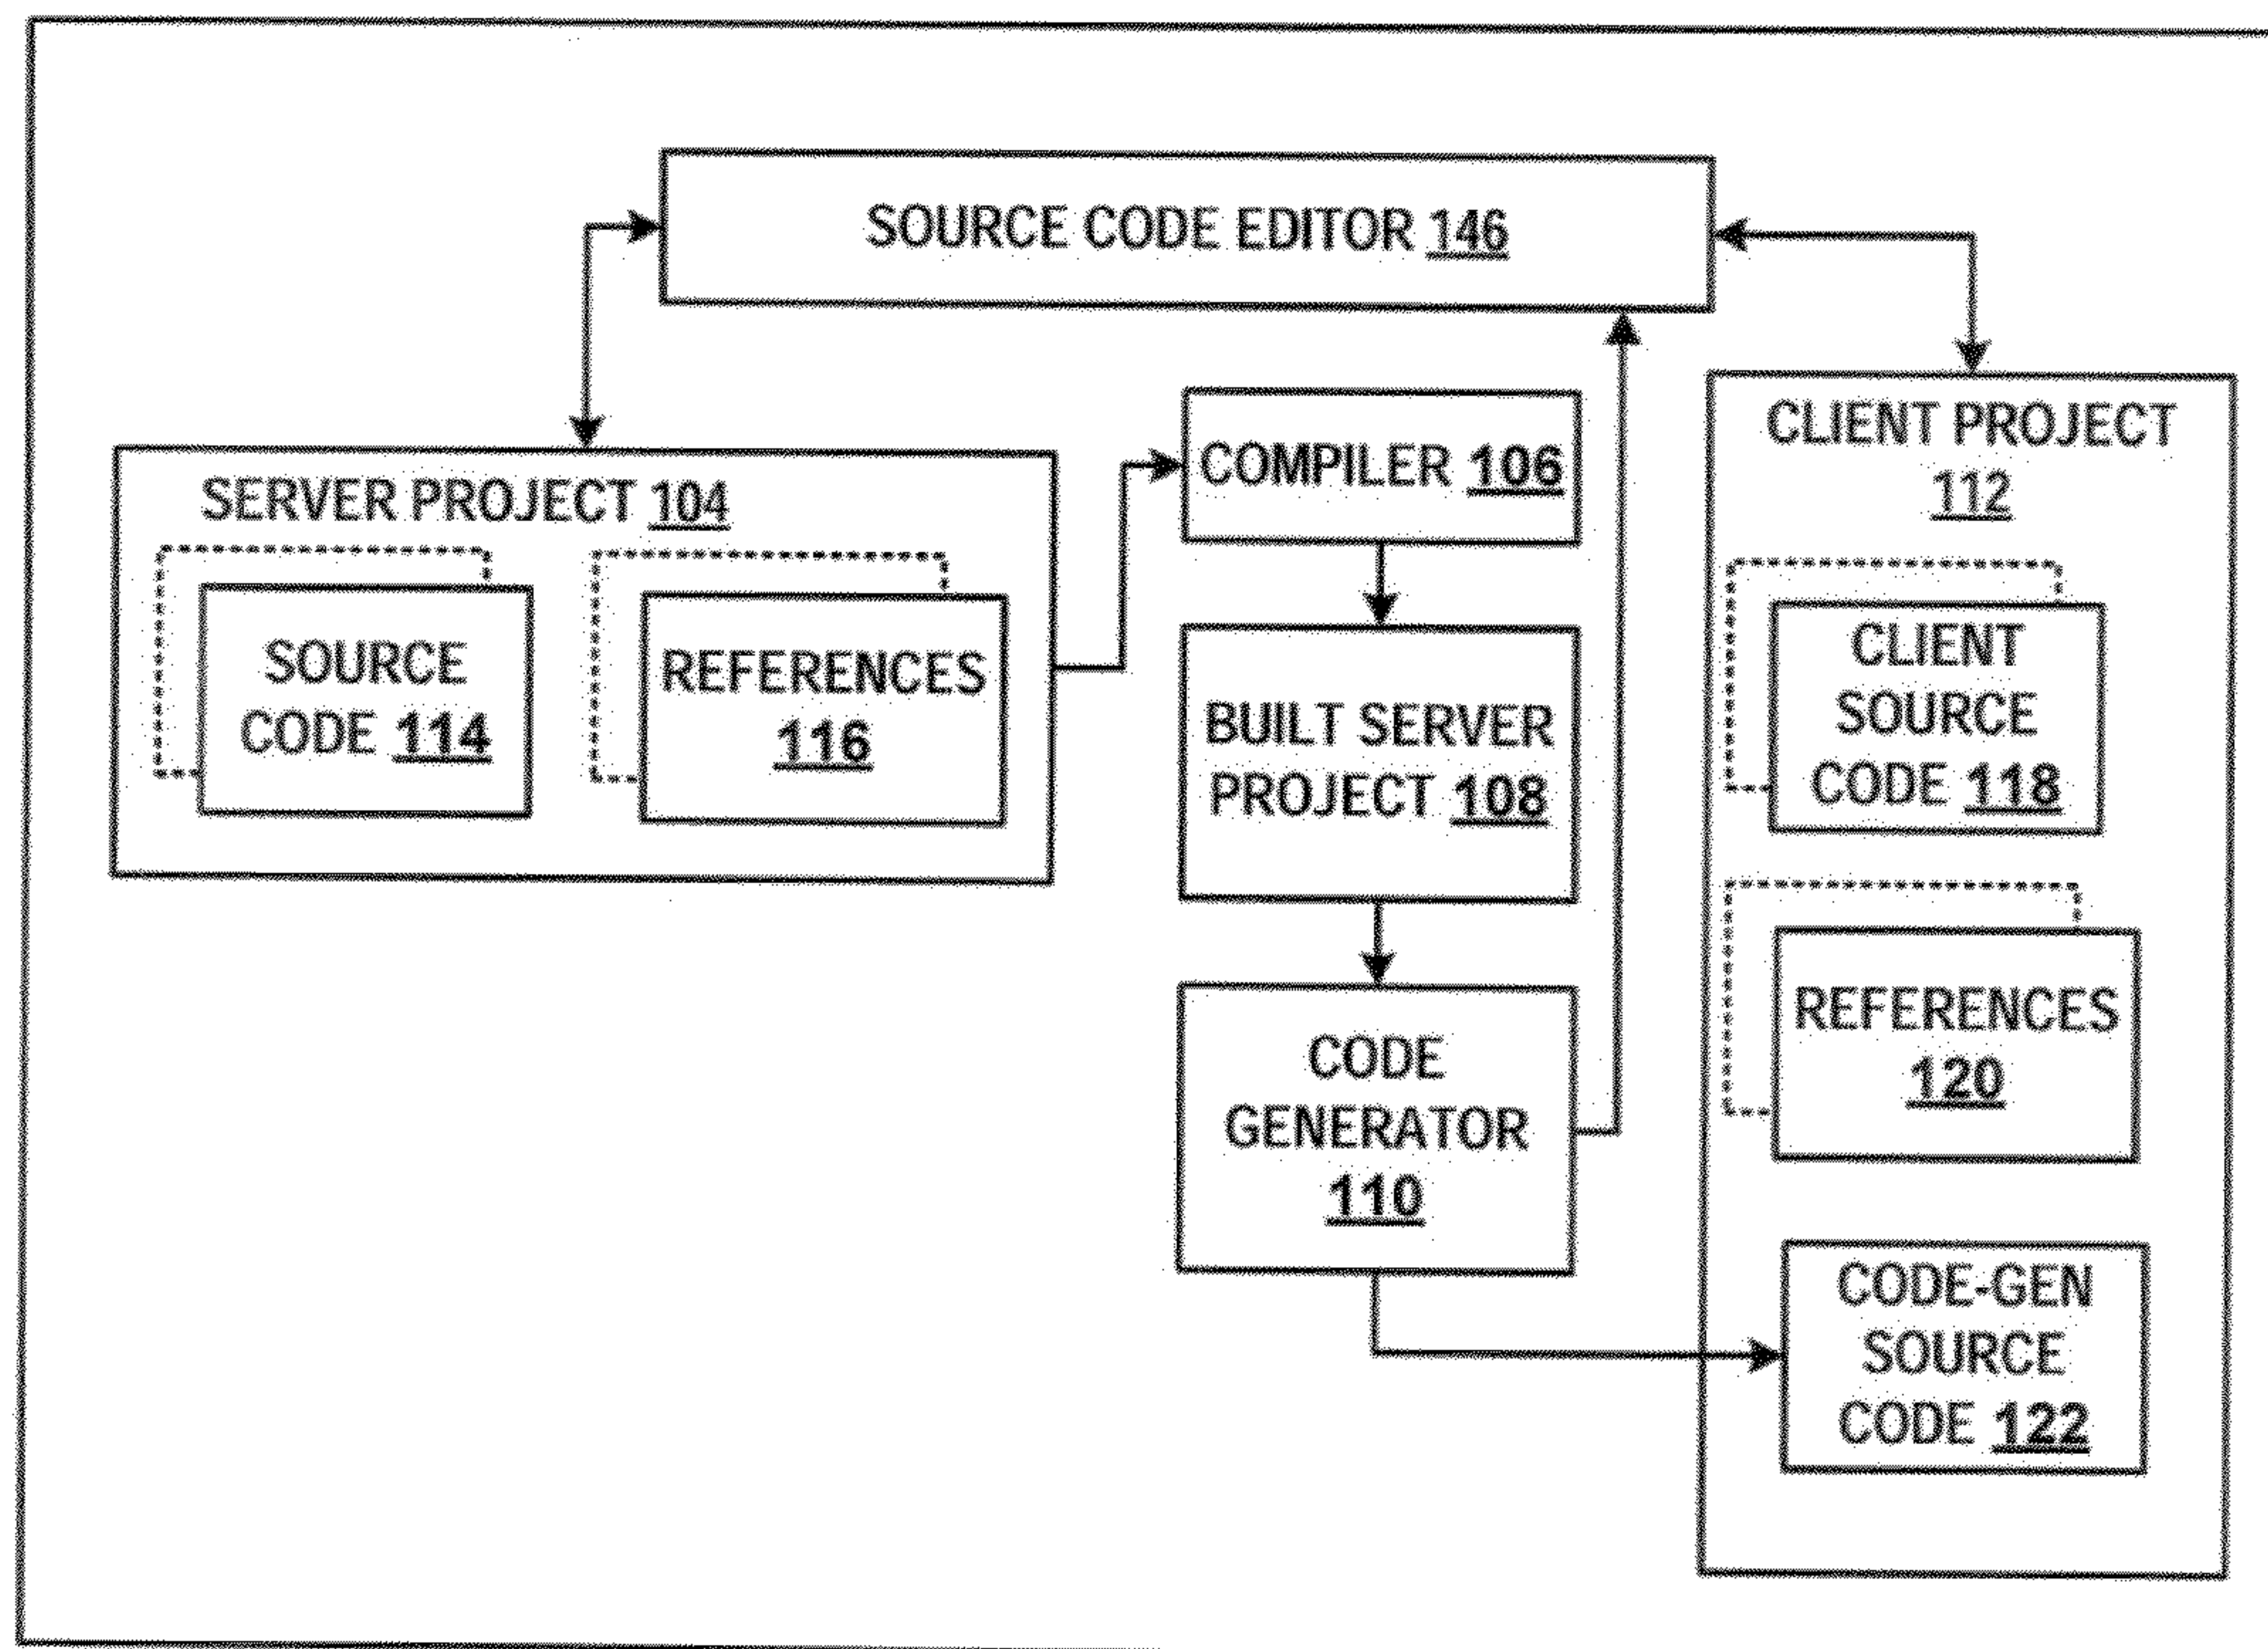 SOURCE CODE EDITOR 146
SERVER PROJECT 104
SOURCE
CODE 114
REFERENCES
116
COMPILER 106
BUILT SERVER
PROJECT 108
CODE
GENERATOR
110
CLIENT PROJECT
112
CLIENT
SOURCE
CODE 118
REFERENCES
120
CODE-GEN
SOURCE
CODE 122